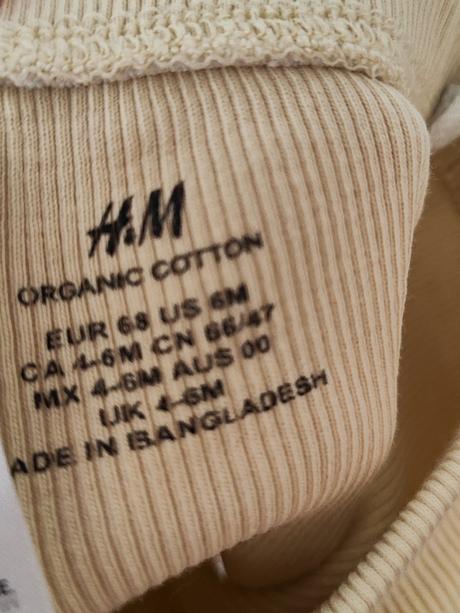 H&M
ORGANIC COTTON
EUR 68 US 6M
CA 4-6M CN 66/47
MX 4-6M AUS 00
UK 4-6M
ADE IN BANGLADESH
E